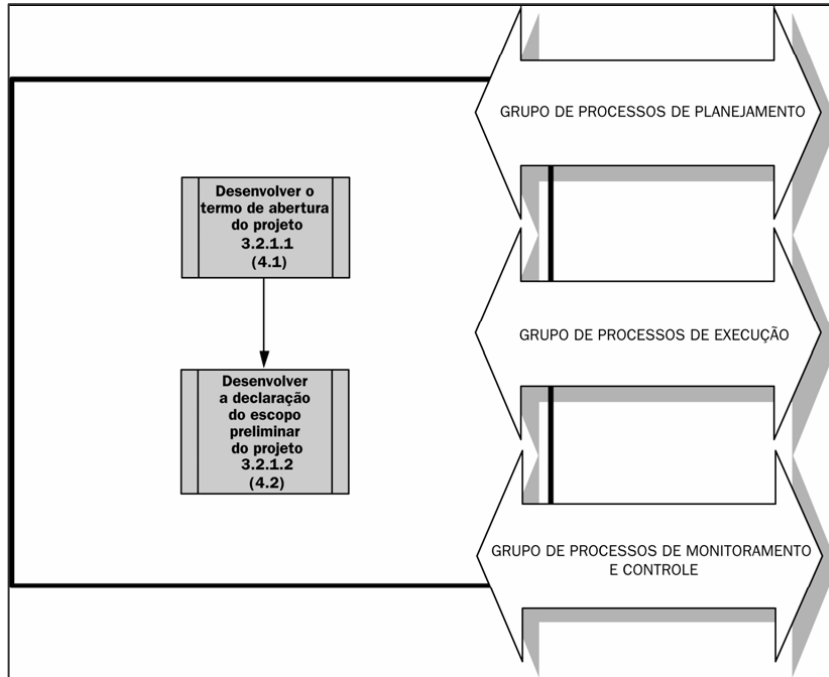 GRUPO DE PROCESSOS DE PLANEJAMENTO
Desenvolver o
termo de abertura
do projeto
3.2.1.1
(4.1)
GRUPO DE PROCESSOS DE EXECUÇÃO
Desenvolver
a declaração
do escopo
preliminar
do projeto
3.2.1.2
(4.2)
GRUPO DE PROCESSOS DE MONITORAMENTO
E CONTROLE